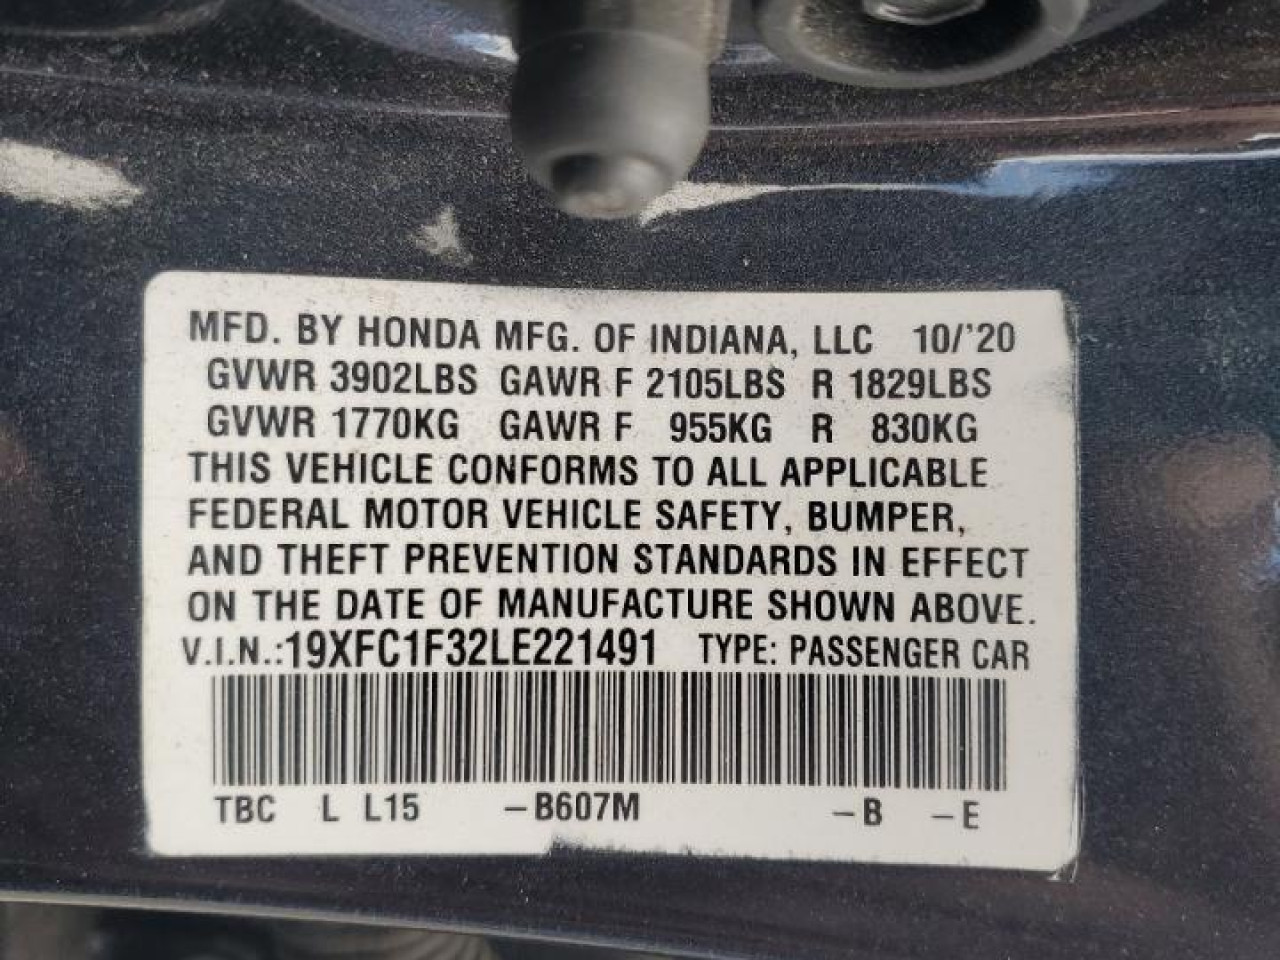 MFD. BY HONDA MFG. OF INDIANA, LLC 10/'20
GVWR 3902LBS GAWR F 2105LBS R 1829LBS
GVWR 1770KG GAWR F 955KG R 830KG
THIS VEHICLE CONFORMS TO ALL APPLICABLE
FEDERAL MOTOR VEHICLE SAFETY, BUMPER,
AND THEFT PREVENTION STANDARDS IN EFFECT
ON THE DATE OF MANUFACTURE SHOWN ABOVE.
V.I.N.:19XFC1F32LE221491 TYPE: PASSENGER CAR
TBC L L15 -B607M -B -E